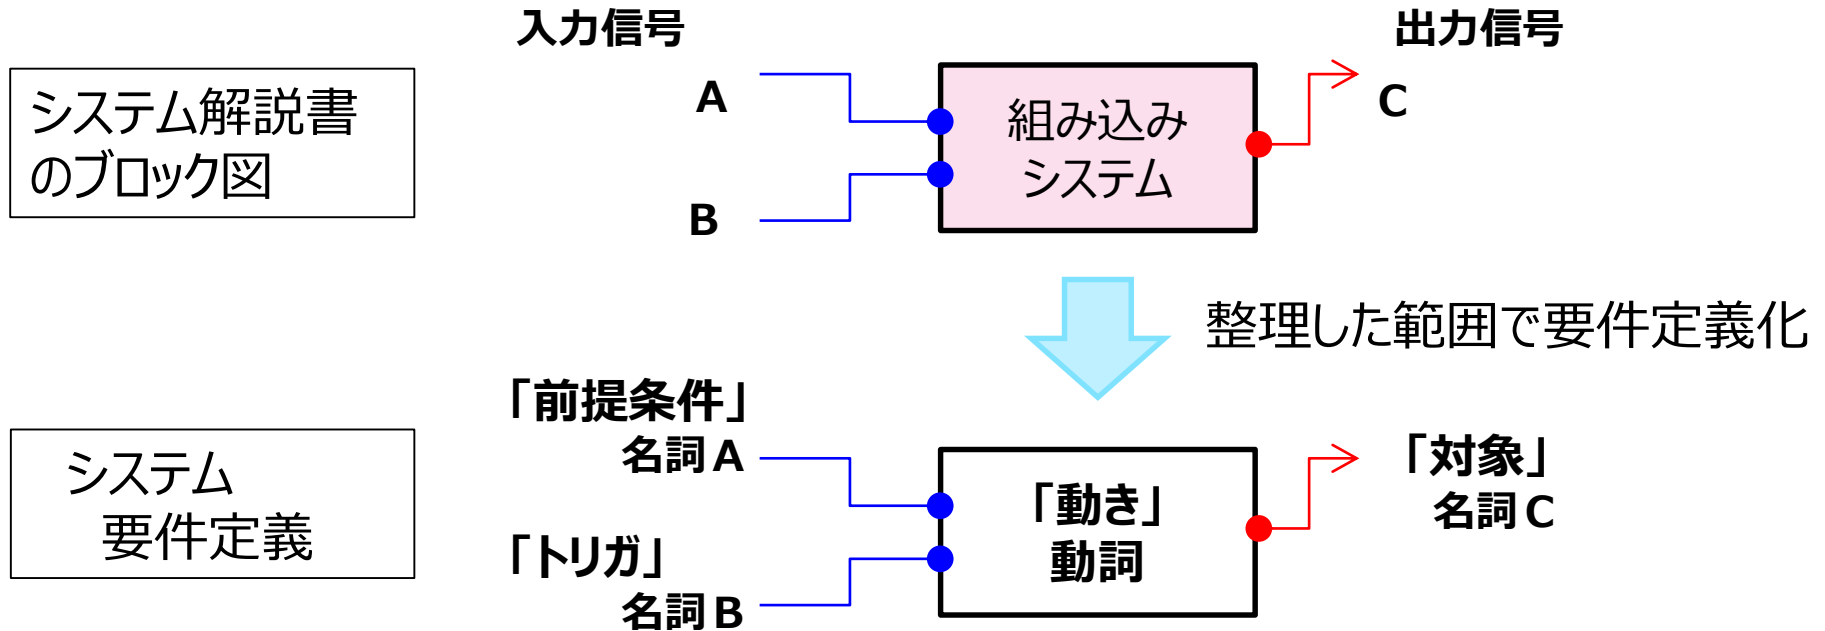 入力信号
出力信号
システム解説書
のブロック図
A
B
組み込み
システム
C
整理した範囲で要件定義化
システム
要件定義
「前提条件」
名詞A
「トリガ」
名詞B
「動き」
動詞
「対象」
名詞C